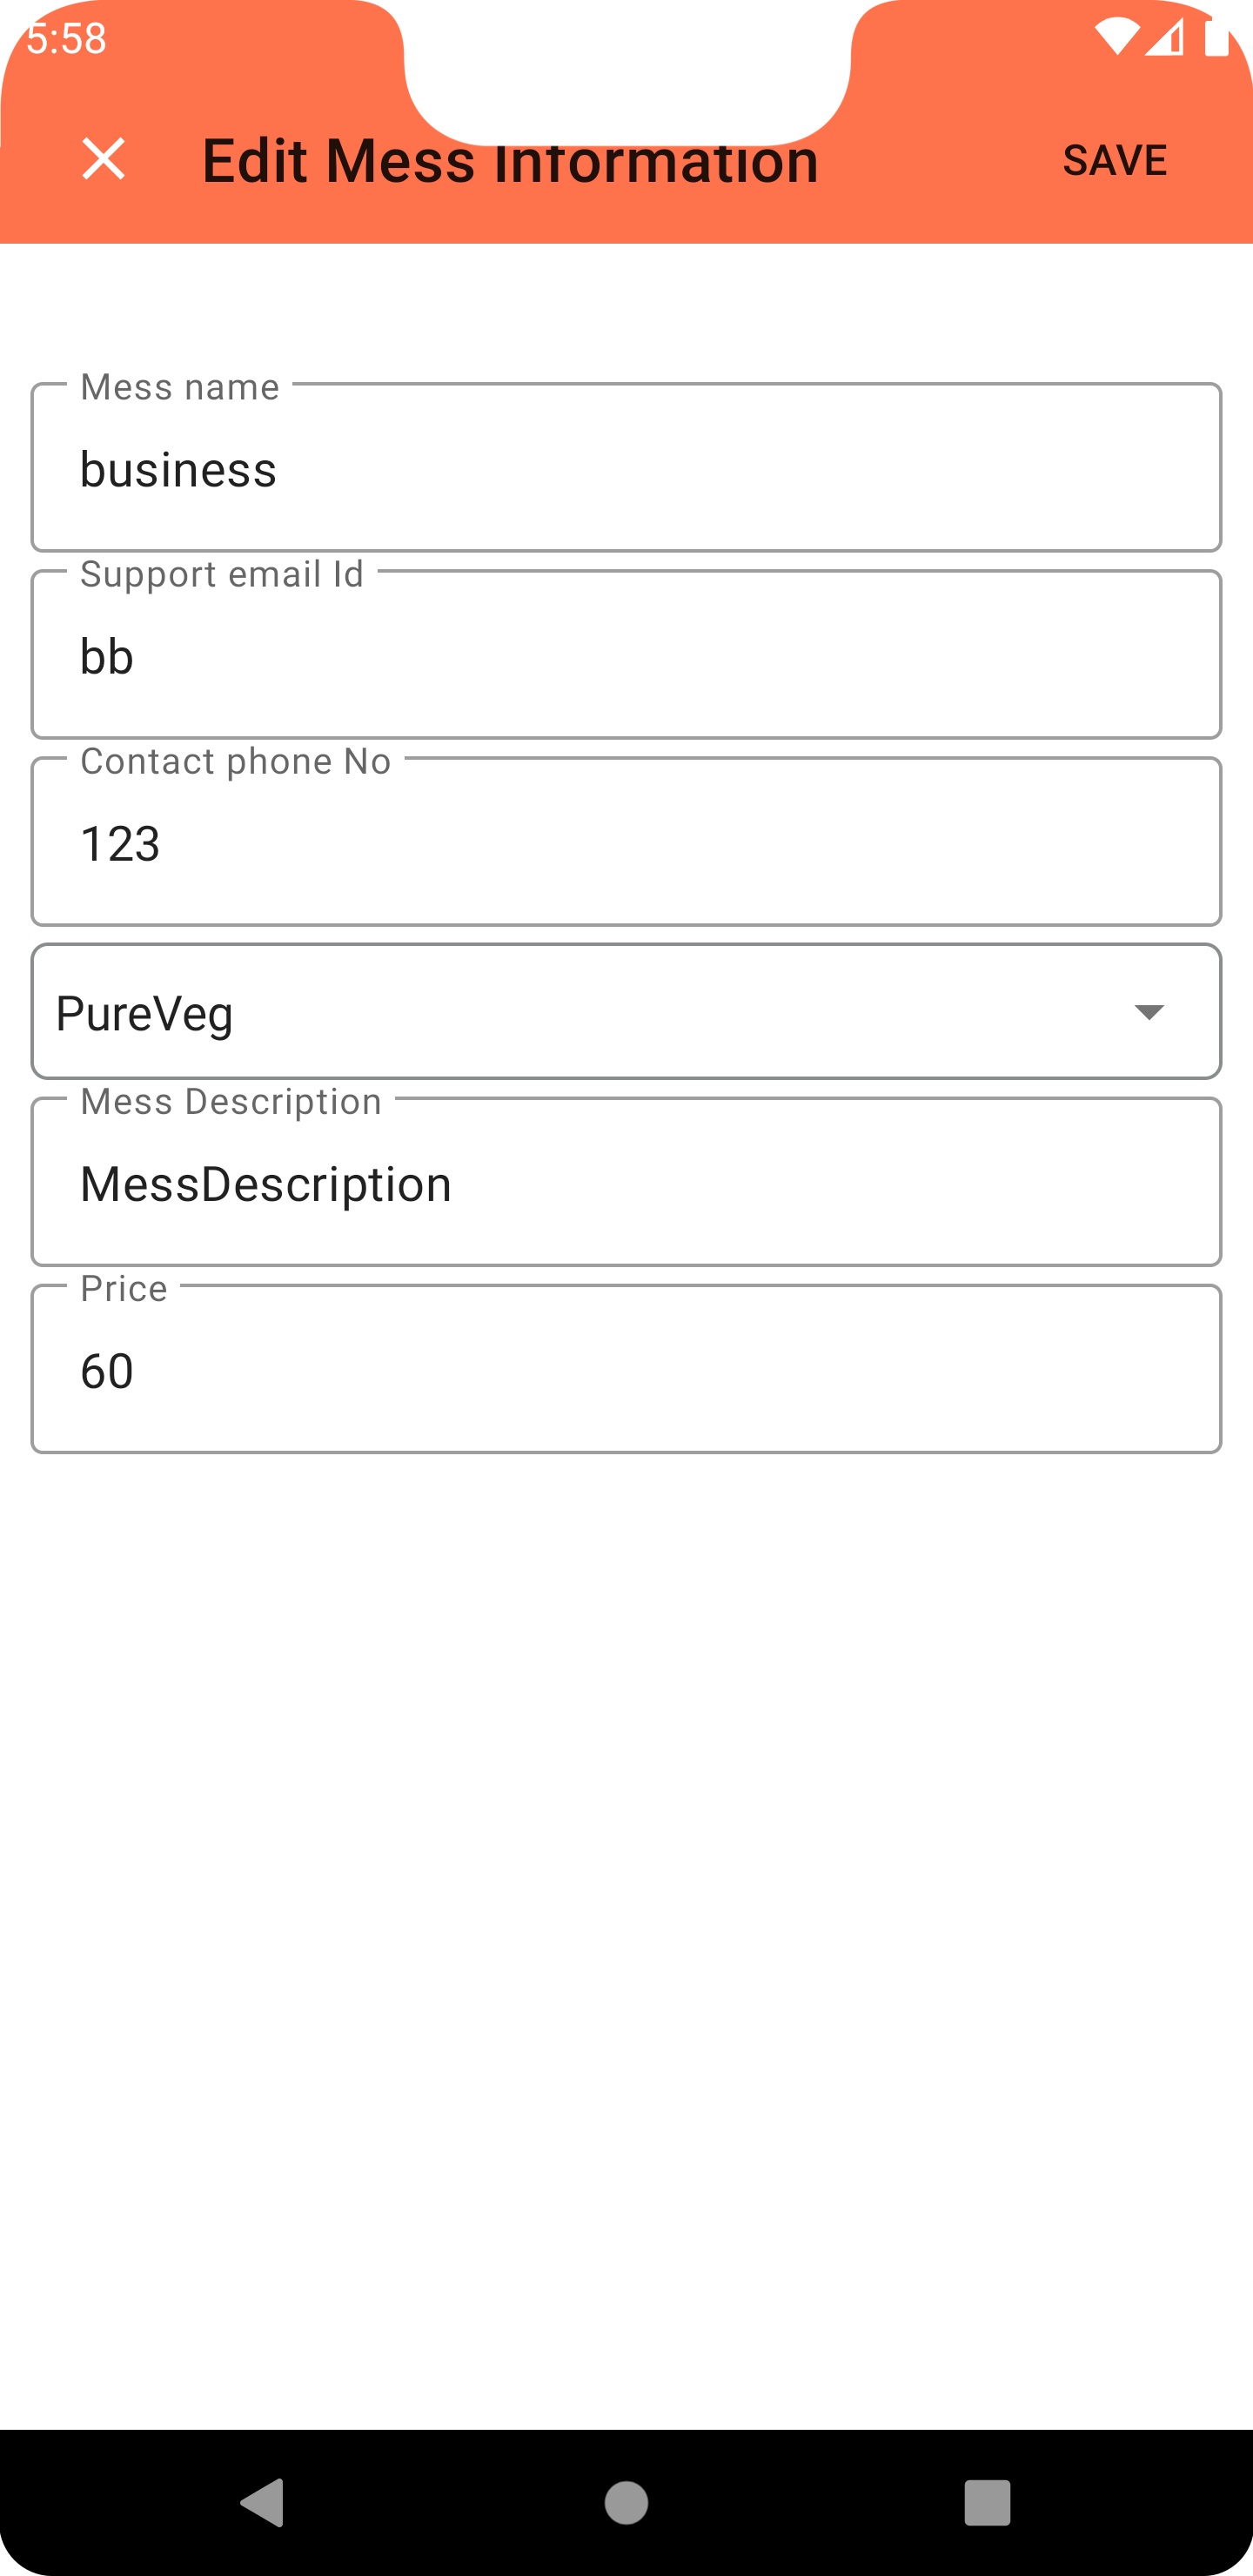 5:58
Edit Mess Information
SAVE
Mess name
business
Support email Id
bb
Contact phone No
123
PureVeg
Mess Description
MessDescription
Price
60